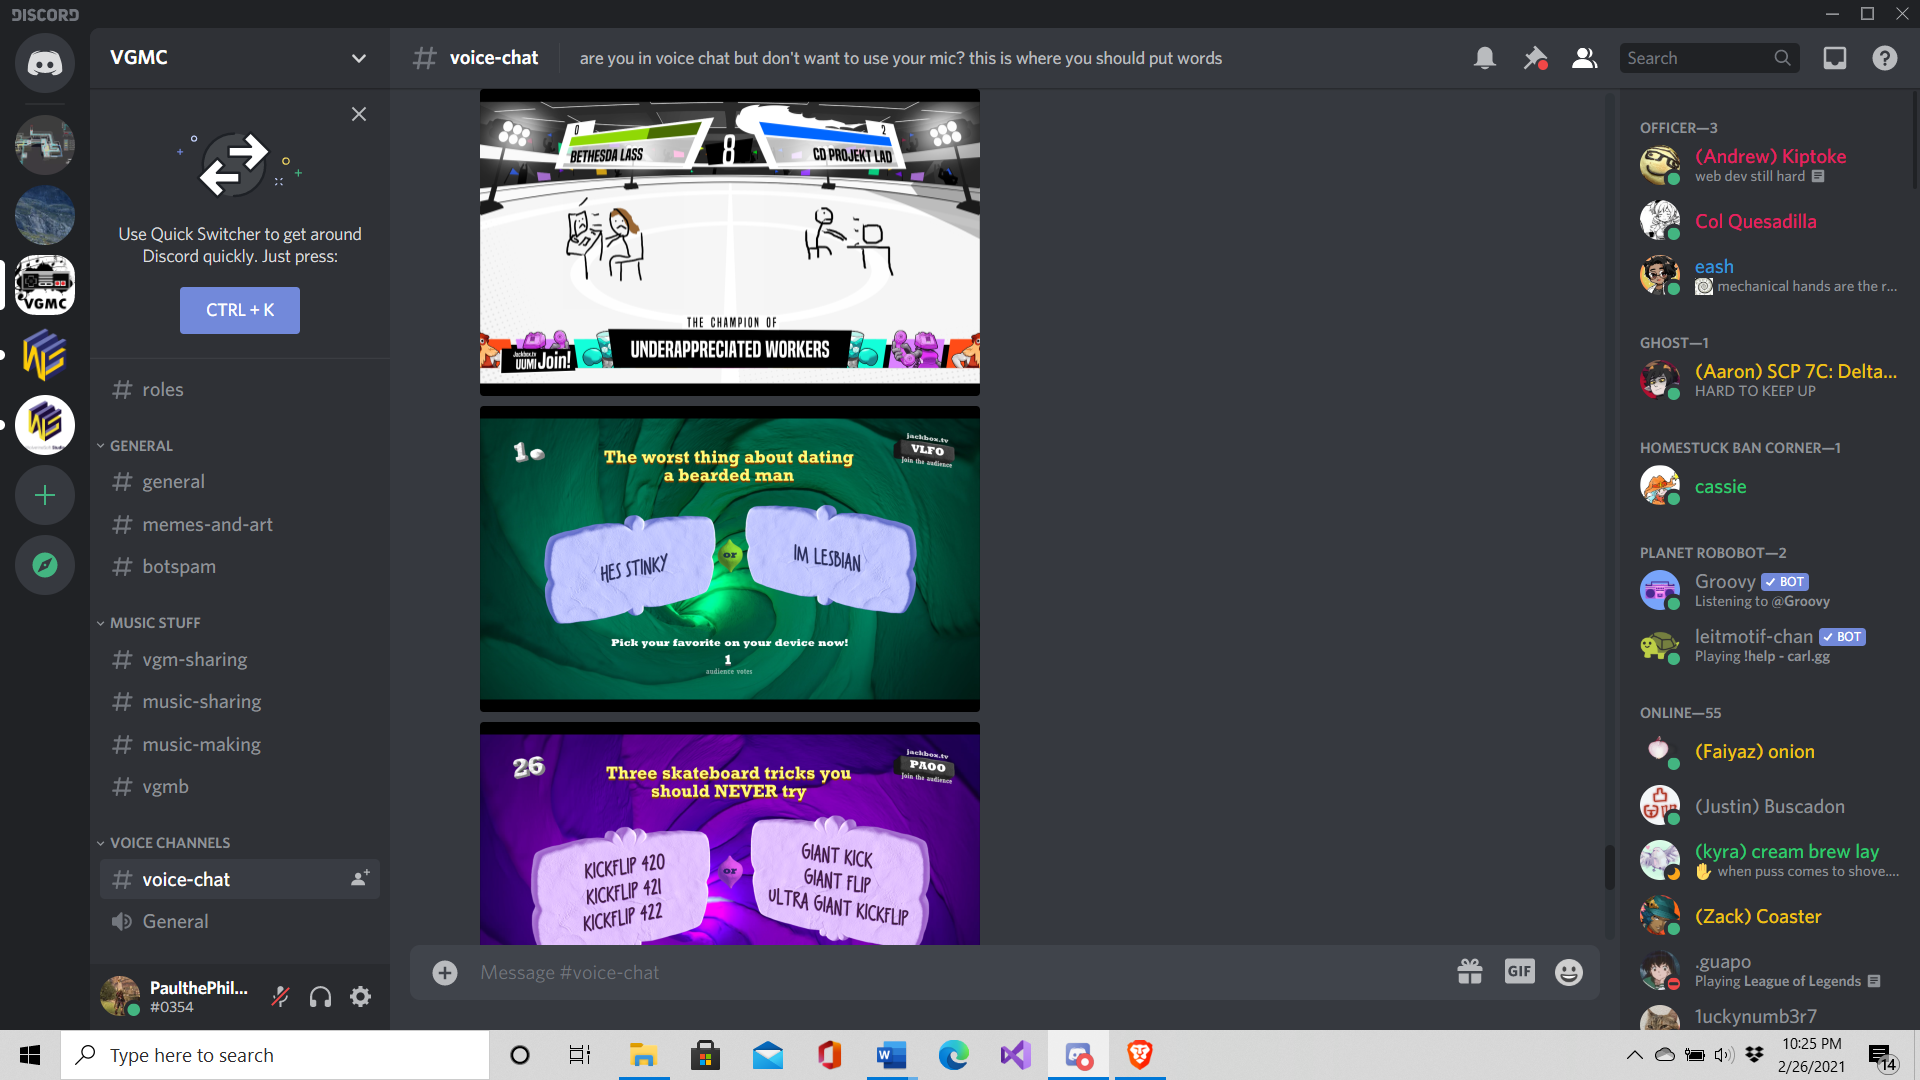 DISCORD
VGMC
voice-chat
are you in voice chat but don't want to use your mic? this is where you should put words
Search
Use Quick Switcher to get around
Discord quickly. Just press:
CTRL + K
VGMC
roles
GENERAL
general
memes-and-art
botspam
MUSIC STUFF
vgm-sharing
music-sharing
music-making
vgmb
VOICE CHANNELS
voice-chat
General
PaulthePhil...
#0354
0
2
BETHESDA LASS
8
CD PROJEKT LAD
THE CHAMPION OF
UNDERAPPRECIATED WORKERS
Jackbox.tv
UUMI Join!
1
The worst thing about dating
a bearded man
jackbox.tv
VLFO
Join the audience
HES STINKY
or
IM LESBIAN
Pick your favorite on your device now!
1
audience votes
26
Three skateboard tricks you
should NEVER try
jackbox.tv
PAOO
Join the audience
KICKFLIP 420
KICKFLIP 421
KICKFLIP 422
or
GIANT KICK
GIANT FLIP
ULTRA GIANT KICKFLIP
Message #voice-chat
GIF
OFFICER—3
(Andrew) Kiptoke
web dev still hard
Col Quesadilla
eash
mechanical hands are the r...
GHOST—1
(Aaron) SCP 7C: Delta...
HARD TO KEEP UP
HOMESTUCK BAN CORNER—1
cassie
PLANET ROBOBOT—2
Groovy BOT
Listening to @Groovy
leitmotif-chan BOT
Playing !help - carl.gg
ONLINE—55
(Faiyaz) onion
(Justin) Buscadon
(kyra) cream brew lay
when puss comes to shove....
(Zack) Coaster
.guapo
Playing League of Legends
1uckynumb3r7
Type here to search
10:25 PM
2/26/2021
14